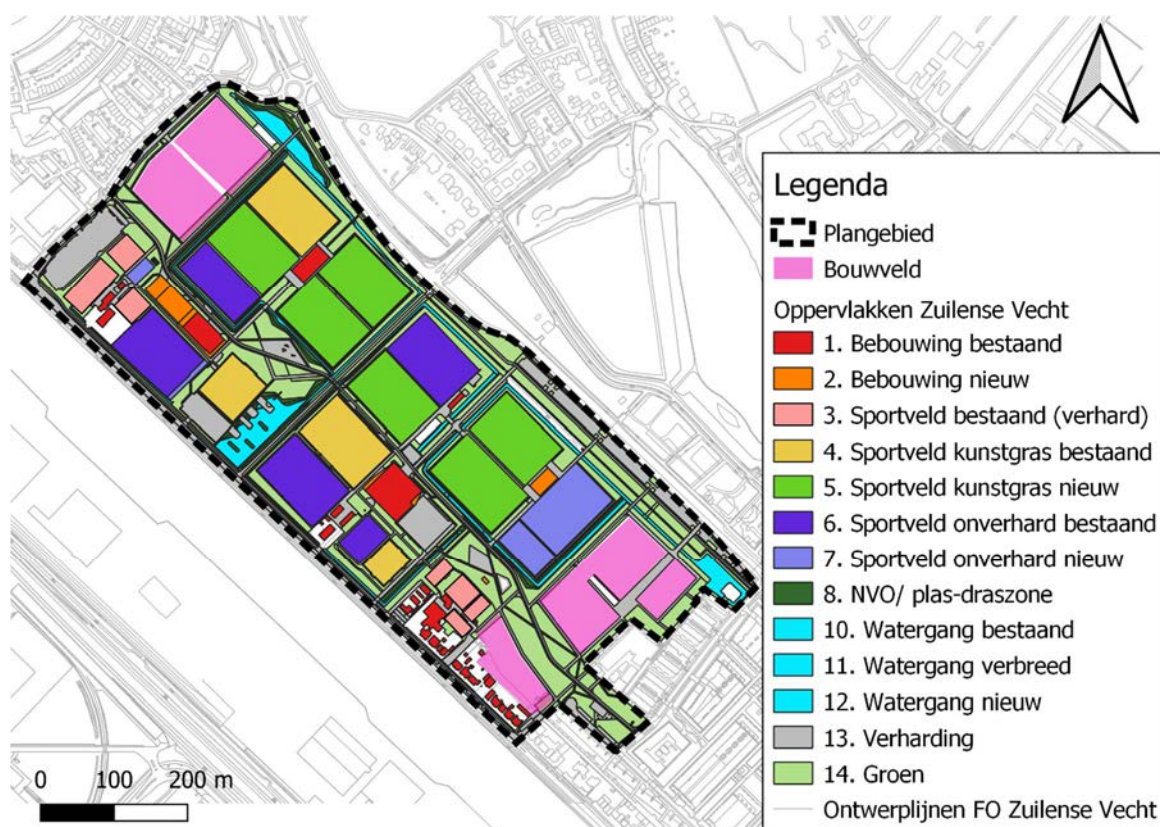 Legenda
Plangebied
Bouwveld
Oppervlakken Zuilense Vecht
1. Bebouwing bestaand
2. Bebouwing nieuw
3. Sportveld bestaand (verhard)
4. Sportveld kunstgras bestaand
5. Sportveld kunstgras nieuw
6. Sportveld onverhard bestaand
7. Sportveld onverhard nieuw
8. NVO/ plas-draszone
10. Watergang bestaand
11. Watergang verbreed
12. Watergang nieuw
13. Verharding
14. Groen
Ontwerplijnen FO Zuilense Vecht
0 100 200 m